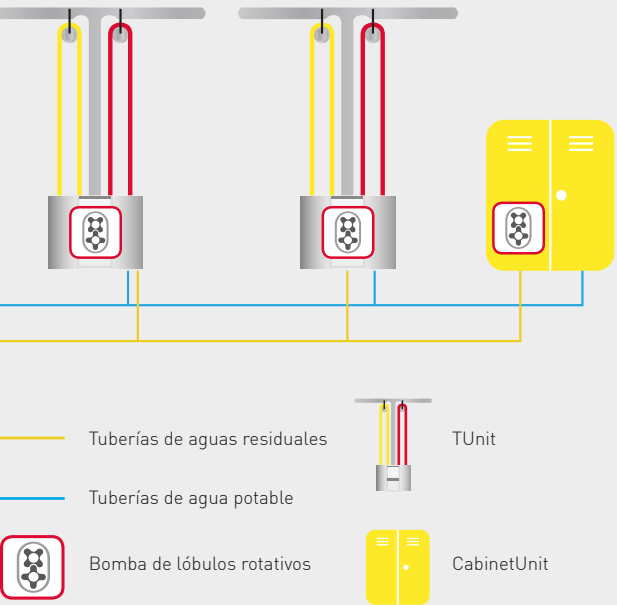 Tuberías de aguas residuales
TUnit
Tuberías de agua potable
Bomba de lóbulos rotativos
CabinetUnit